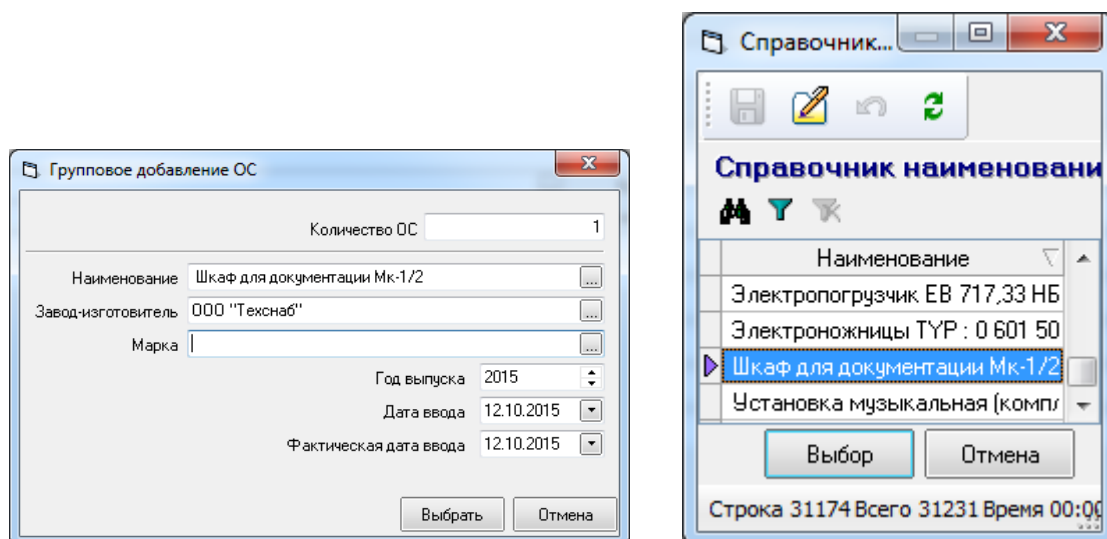 Групповое добавление ОС
Количество ОС 1
Наименование Шкаф для документации Мк-1/2 ...
Завод-изготовитель ООО "Техснаб" ...
Марка ...
Год выпуска 2015
Дата ввода 12.10.2015
Фактическая дата ввода 12.10.2015
Выбрать Отмена
Справочник...
Справочник наименовани
Наименование
Электропогрузчик ЕВ 717,33 НБ
Электроножницы TYP : 0 601 50
Шкаф для документации Мк-1/2
Установка музыкальная (компл
Выбор Отмена
Строка 31174 Всего 31231 Время 00:00